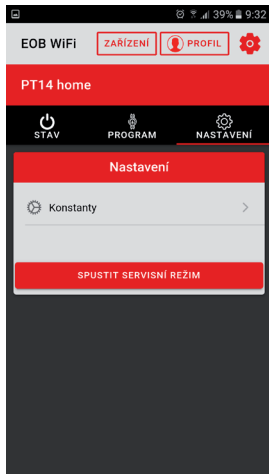 39% 9:32
EOB WiFi ZAŘÍZENÍ PROFIL
PT14 home
STAV PROGRAM NASTAVENÍ
Nastavení
Konstanty
SPUSTIT SERVISNÍ REŽIM